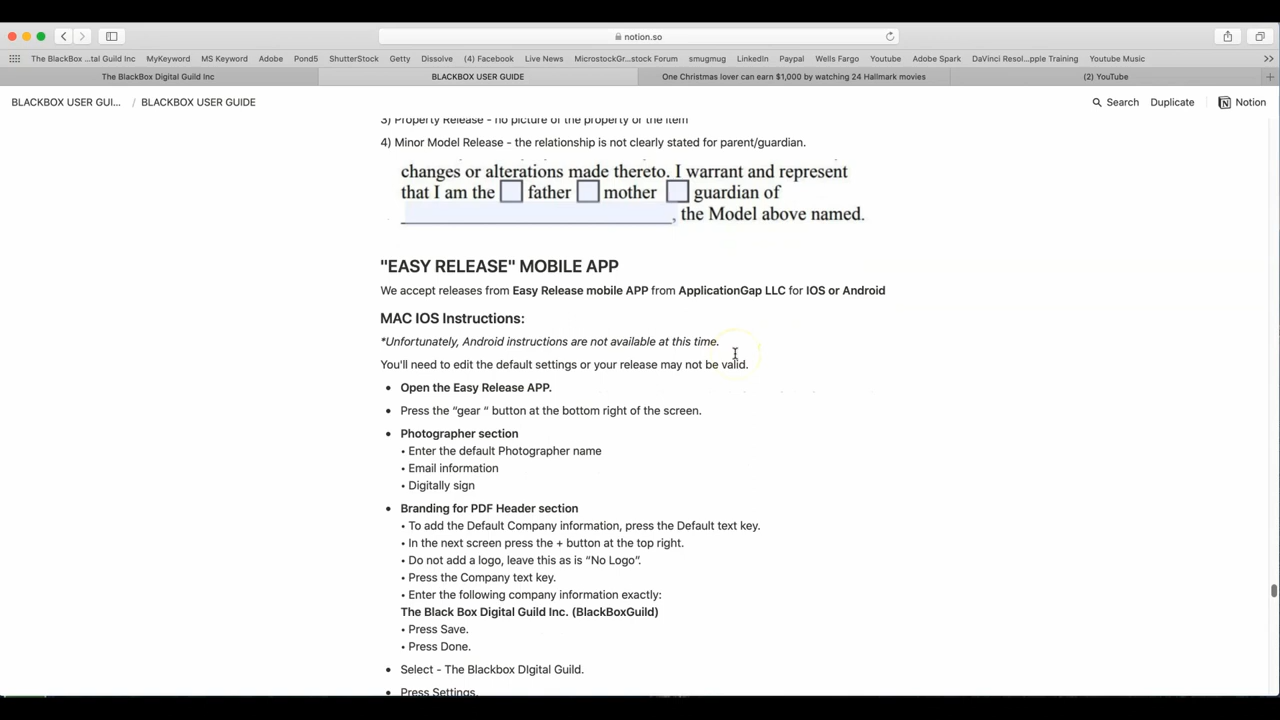 notion.so
The BlackBox ...tal Guild Inc MyKeyword MS Keyword Adobe Pond5 ShutterStock Getty Dissolve (4) Facebook Live News MicrostockGr...stock Forum smugmug LinkedIn Paypal Wells Fargo Youtube Adobe Spark DaVinci Resol...pple Training Youtube Music
The BlackBox Digital Guild Inc BLACKBOX USER GUIDE One Christmas lover can earn $1,000 by watching 24 Hallmark movies (2) YouTube
BLACKBOX USER GUI... / BLACKBOX USER GUIDE Search Duplicate Notion
3) Property Release - no picture of the property or the item
4) Minor Model Release - the relationship is not clearly stated for parent/guardian.
changes or alterations made thereto. I warrant and represent
that I am the father mother guardian of
, the Model above named.
"EASY RELEASE" MOBILE APP
We accept releases from Easy Release mobile APP from ApplicationGap LLC for IOS or Android
MAC IOS Instructions:
*Unfortunately, Android instructions are not available at this time.
You'll need to edit the default settings or your release may not be valid.
• Open the Easy Release APP.
• Press the “gear “ button at the bottom right of the screen.
• Photographer section
• Enter the default Photographer name
• Email information
• Digitally sign
• Branding for PDF Header section
• To add the Default Company information, press the Default text key.
• In the next screen press the + button at the top right.
• Do not add a logo, leave this as is “No Logo”.
• Press the Company text key.
• Enter the following company information exactly:
The Black Box Digital Guild Inc. (BlackBoxGuild)
• Press Save.
• Press Done.
• Select - The Blackbox DIgital Guild.
• Press Settings.